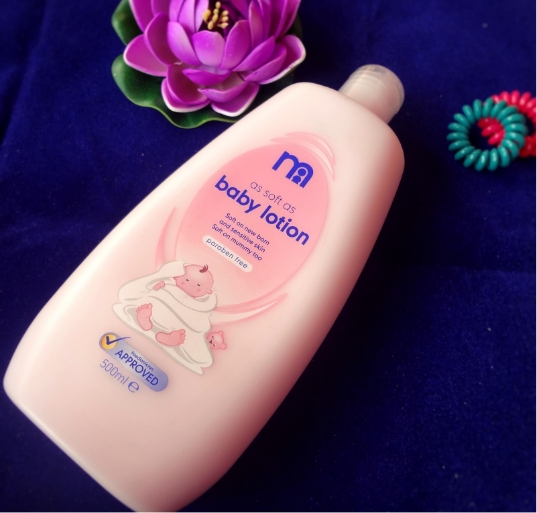 as soft as
baby lotion
Soft on new born
and sensitive skin
Soft on mummy too
paraben free
APPROVED
500ml e